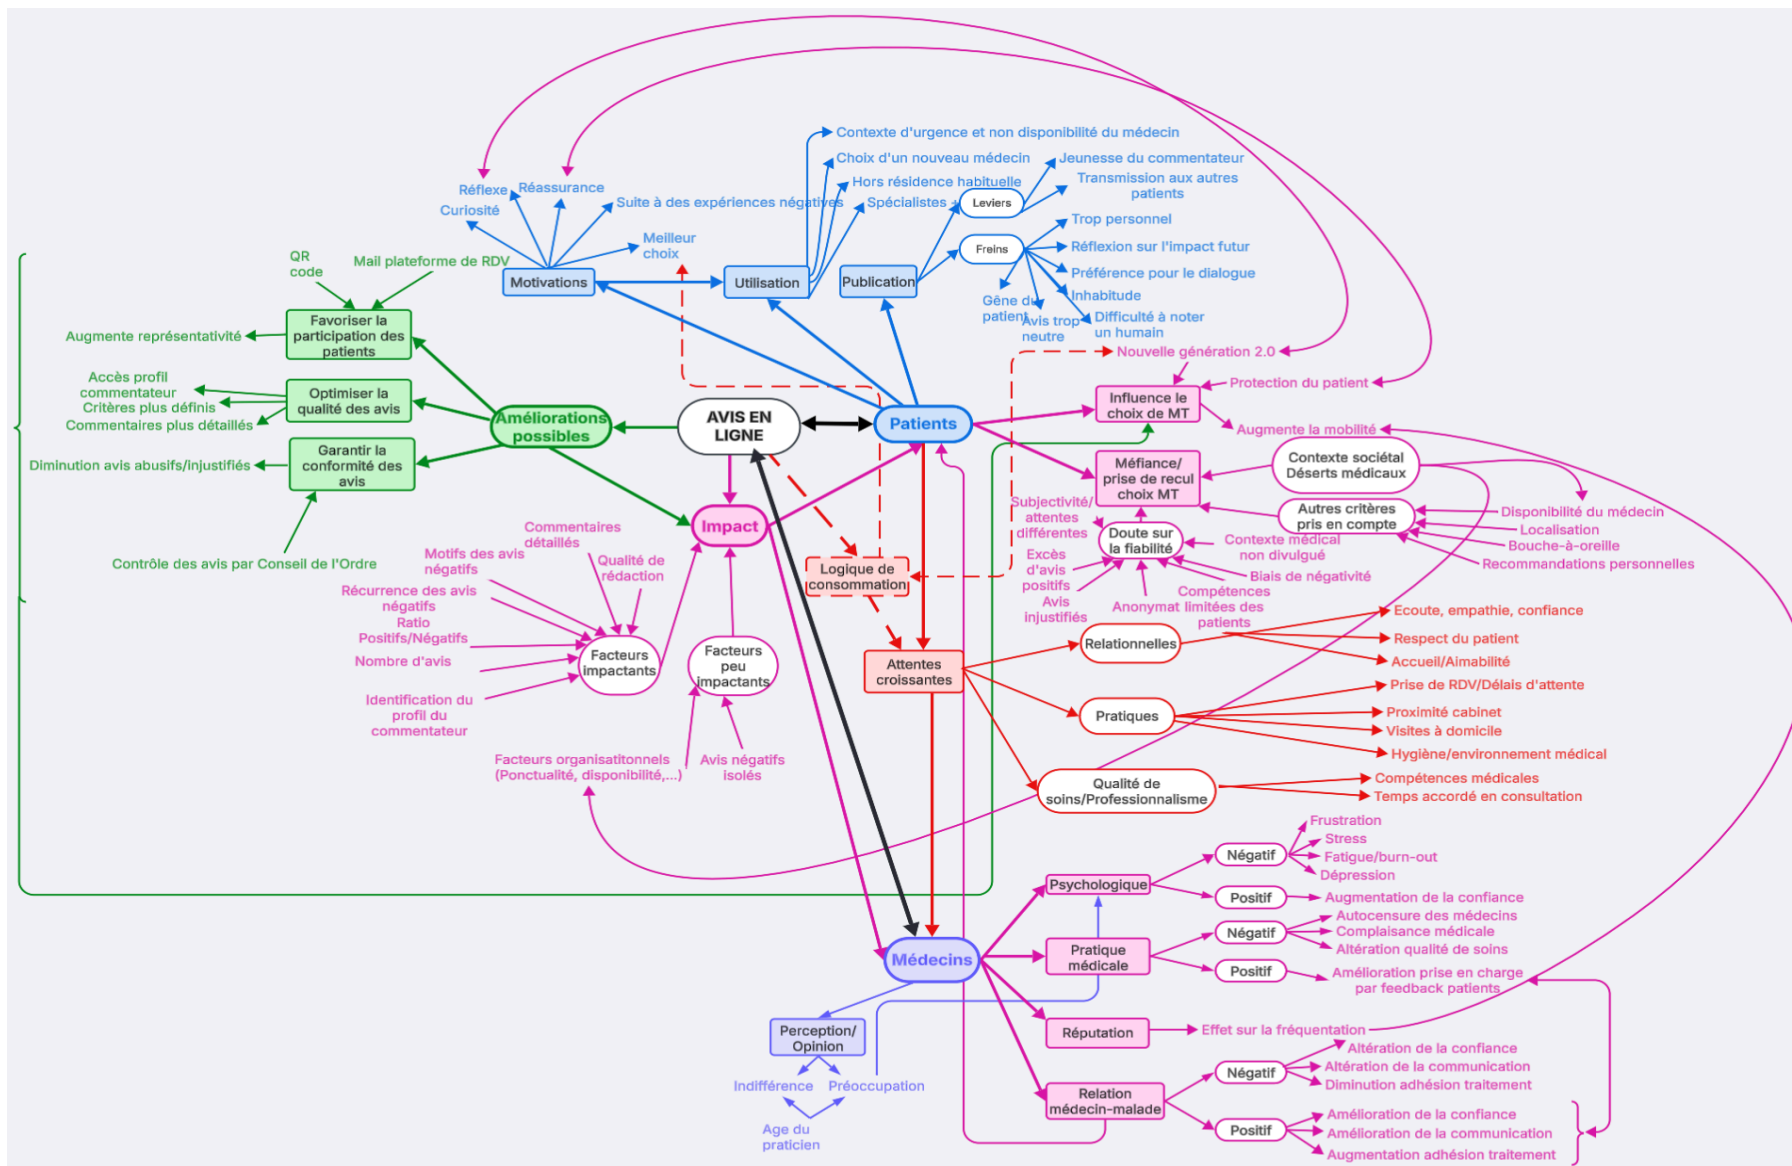 Contexte d'urgence et non disponibilité du médecin
Choix d'un nouveau médecin
Hors résidence habituelle
Spécialistes +
Réflexe
Réassurance
Curiosité
Suite à des expériences négatives
Meilleur
choix
Motivations
Utilisation
Publication
Leviers
Freins
Jeunesse du commentateur
Transmission aux autres
patients
Trop personnel
Réflexion sur l'impact futur
Préférence pour le dialogue
Inhabitude
Difficulté à noter
un humain
Gêne du
patient
Avis trop
neutre
QR
code
Mail plateforme de RDV
Favoriser la
participation des
patients
Augmente représentativité
Accès profil
commentateur
Critères plus définis
Commentaires plus détaillés
Optimiser la
qualité des avis
Garantir la
conformité des
avis
Diminution avis abusifs/injustifiés
Contrôle des avis par Conseil de l'Ordre
Améliorations
possibles
AVIS EN
LIGNE
Patients
Impact
Nouvelle génération 2.0
Protection du patient
Influence le
choix de MT
Augmente la mobilité
Méfiance/
prise de recul
choix MT
Contexte sociétal
Déserts médicaux
Autres critères
pris en compte
Disponibilité du médecin
Localisation
Bouche-à-oreille
Recommandations personnelles
Subjectivité/
attentes
différentes
Doute sur
la fiabilité
Contexte médical
non divulgué
Excès
d'avis
positifs
Avis
injustifiés
Anonymat
Biais de négativité
Compétences
limitées des
patients
Commentaires
détaillés
Motifs des avis
négatifs
Qualité de
rédaction
Récurrence des avis
négatifs
Ratio
Positifs/Négatifs
Nombre d'avis
Identification du
profil du
commentateur
Facteurs
impactants
Facteurs
peu
impactants
Facteurs organisatitonnels
(Ponctualité, disponibilité,...)
Avis négatifs
isolés
Logique de
consommation
Attentes
croissantes
Relationnelles
Ecoute, empathie, confiance
Respect du patient
Accueil/Aimabilité
Pratiques
Prise de RDV/Délais d'attente
Proximité cabinet
Visites à domicile
Hygiène/environnement médical
Qualité de
soins/Professionnalisme
Compétences médicales
Temps accordé en consultation
Médecins
Psychologique
Négatif
Frustration
Stress
Fatigue/burn-out
Dépression
Positif
Augmentation de la confiance
Pratique
médicale
Négatif
Autocensure des médecins
Complaisance médicale
Altération qualité de soins
Positif
Amélioration prise en charge
par feedback patients
Réputation
Effet sur la fréquentation
Relation
médecin-malade
Négatif
Altération de la confiance
Altération de la communication
Diminution adhésion traitement
Positif
Amélioration de la confiance
Amélioration de la communication
Augmentation adhésion traitement
Perception/
Opinion
Indifférence
Préoccupation
Age du
praticien